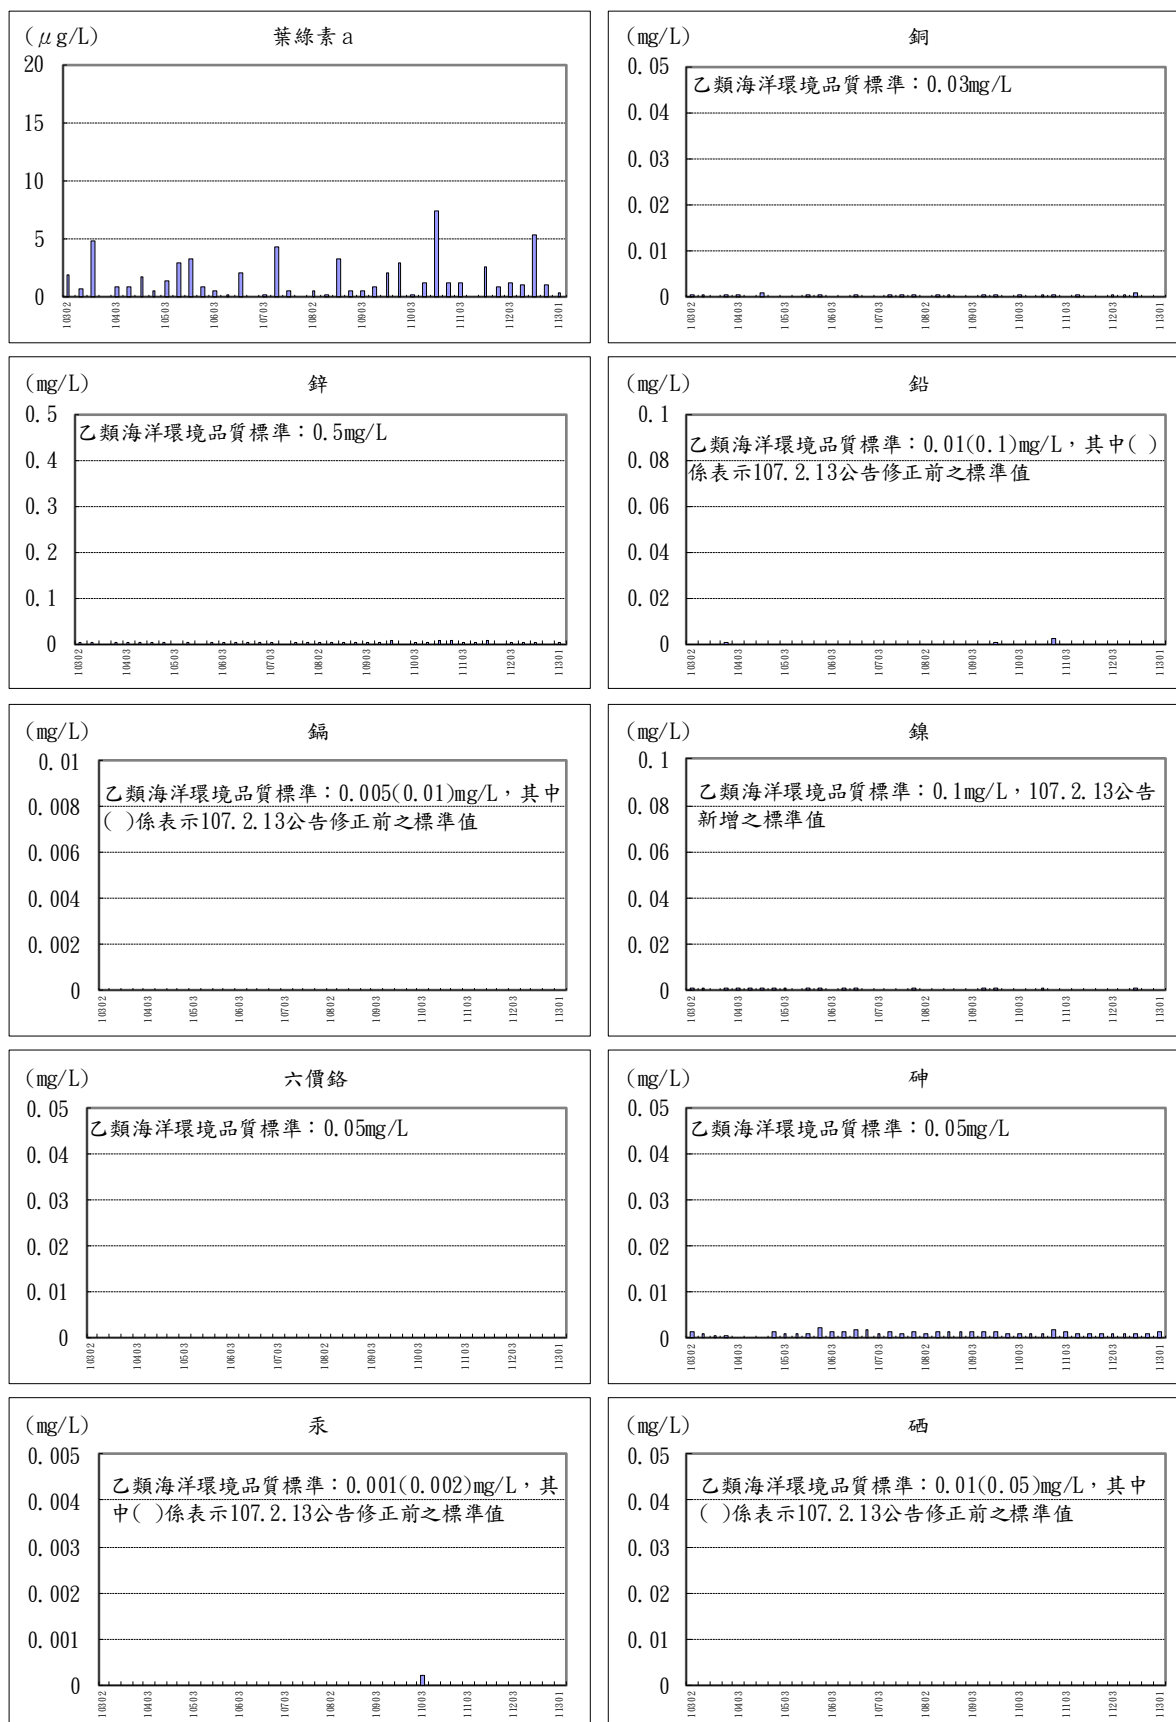 (μg/L) 葉綠素a
20
15
10
5
0
10302 10403 10503 10603 10703 10802 10903 11003 11103 11203 11301
(mg/L) 銅
0.05
乙類海洋環境品質標準：0.03mg/L
0.04
0.03
0.02
0.01
0
10302 10403 10503 10603 10703 10802 10903 11003 11103 11203 11301
(mg/L) 鋅
0.5
乙類海洋環境品質標準：0.5mg/L
0.4
0.3
0.2
0.1
0
10302 10403 10503 10603 10703 10802 10903 11003 11103 11203 11301
(mg/L) 鉛
0.1
乙類海洋環境品質標準：0.01(0.1)mg/L，其中( )
係表示107.2.13公告修正前之標準值
0.08
0.06
0.04
0.02
0
10302 10403 10503 10603 10703 10802 10903 11003 11103 11203 11301
(mg/L) 鎘
0.01
乙類海洋環境品質標準：0.005(0.01)mg/L，其中
( )係表示107.2.13公告修正前之標準值
0.008
0.006
0.004
0.002
0
10302 10403 10503 10603 10703 10802 10903 11003 11103 11203 11301
(mg/L) 鎳
0.1
乙類海洋環境品質標準：0.1mg/L，107.2.13公告
新增之標準值
0.08
0.06
0.04
0.02
0
10302 10403 10503 10603 10703 10802 10903 11003 11103 11203 11301
(mg/L) 六價鉻
0.05
乙類海洋環境品質標準：0.05mg/L
0.04
0.03
0.02
0.01
0
10302 10403 10503 10603 10703 10802 10903 11003 11103 11203 11301
(mg/L) 砷
0.05
乙類海洋環境品質標準：0.05mg/L
0.04
0.03
0.02
0.01
0
10302 10403 10503 10603 10703 10802 10903 11003 11103 11203 11301
(mg/L) 汞
0.005
乙類海洋環境品質標準：0.001(0.002)mg/L，其
中( )係表示107.2.13公告修正前之標準值
0.004
0.003
0.002
0.001
0
10302 10403 10503 10603 10703 10802 10903 11003 11103 11203 11301
(mg/L) 硒
0.05
乙類海洋環境品質標準：0.01(0.05)mg/L，其中
( )係表示107.2.13公告修正前之標準值
0.04
0.03
0.02
0.01
0
10302 10403 10503 10603 10703 10802 10903 11003 11103 11203 11301